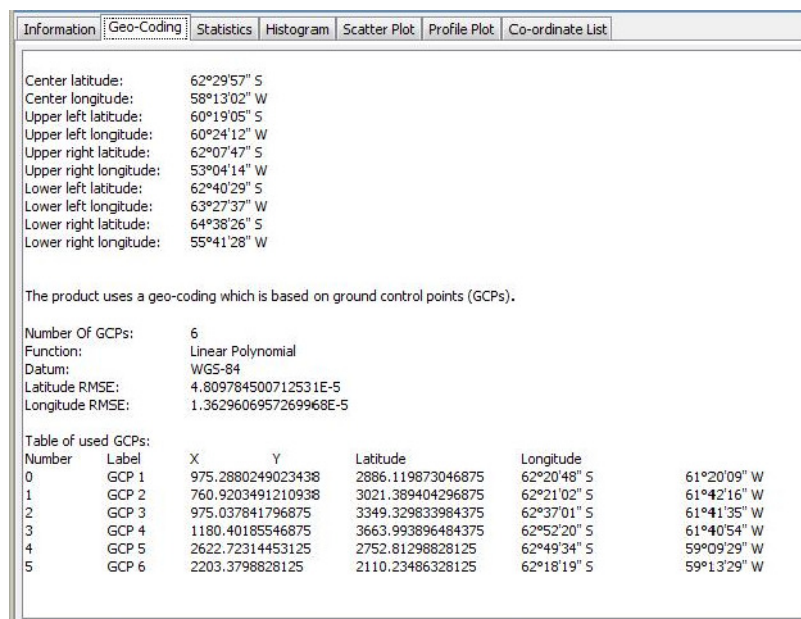 Information Geo-Coding Statistics Histogram Scatter Plot Profile Plot Co-ordinate List
Center latitude: 62°29'57" S
Center longitude: 58°13'02" W
Upper left latitude: 60°19'05" S
Upper left longitude: 60°24'12" W
Upper right latitude: 62°07'47" S
Upper right longitude: 53°04'14" W
Lower left latitude: 62°40'29" S
Lower left longitude: 63°27'37" W
Lower right latitude: 64°38'26" S
Lower right longitude: 55°41'28" W
The product uses a geo-coding which is based on ground control points (GCPs).
Number Of GCPs: 6
Function: Linear Polynomial
Datum: WGS-84
Latitude RMSE: 4.809784500712531E-5
Longitude RMSE: 1.3629606957269968E-5
Table of used GCPs:
Number Label X Y Latitude Longitude
0 GCP 1 975.2880249023438 2886.119873046875 62°20'48" S 61°20'09" W
1 GCP 2 760.9203491210938 3021.389404296875 62°21'02" S 61°42'16" W
2 GCP 3 975.037841796875 3349.329833984375 62°37'01" S 61°41'35" W
3 GCP 4 1180.40185546875 3663.993896484375 62°52'20" S 61°40'54" W
4 GCP 5 2622.72314453125 2752.81298828125 62°49'34" S 59°09'29" W
5 GCP 6 2203.3798828125 2110.23486328125 62°18'19" S 59°13'29" W